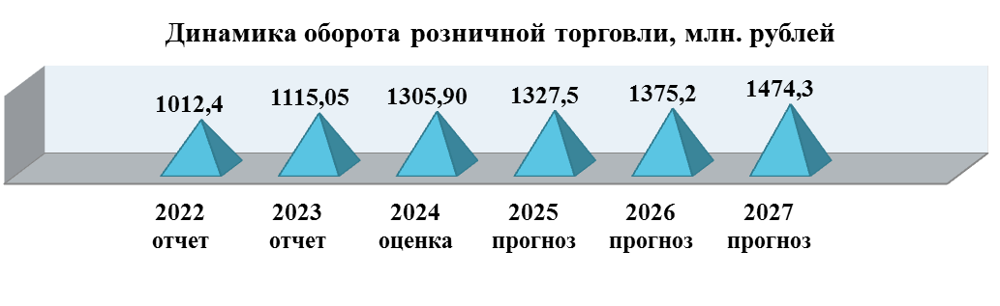 Динамика оборота розничной торговли, млн. рублей
1012,4 1115,05 1305,90 1327,5 1375,2 1474,3
2022 2023 2024 2025 2026 2027
отчет отчет оценка прогноз прогноз прогноз